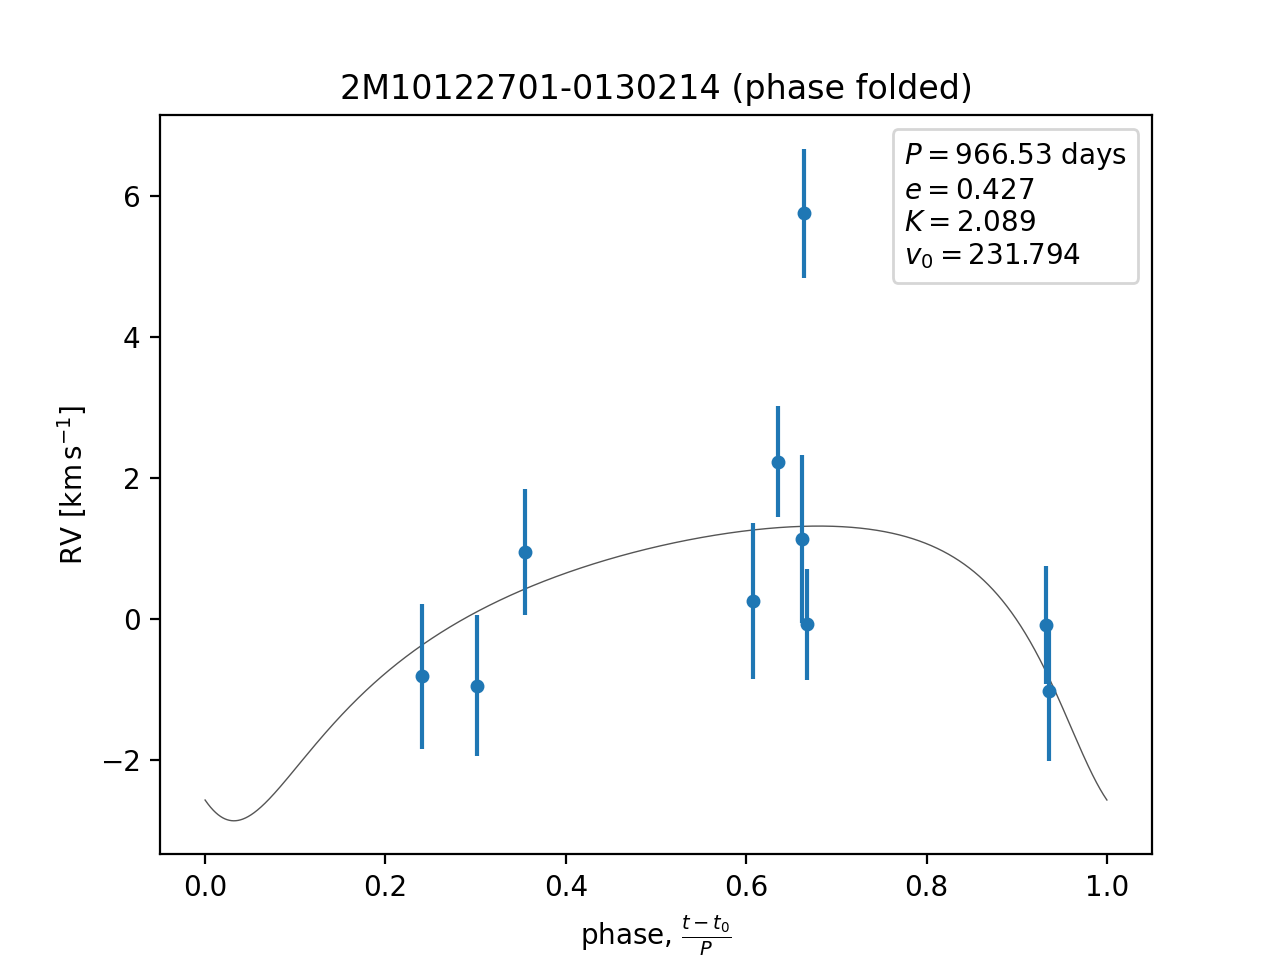 2M10122701-0130214 (phase folded)
P = 966.53 days
e = 0.427
K = 2.089
v₀ = 231.794
6
4
2
0
−2
RV [km s⁻¹]
0.0 0.2 0.4 0.6 0.8 1.0
phase, (t − t₀)/P